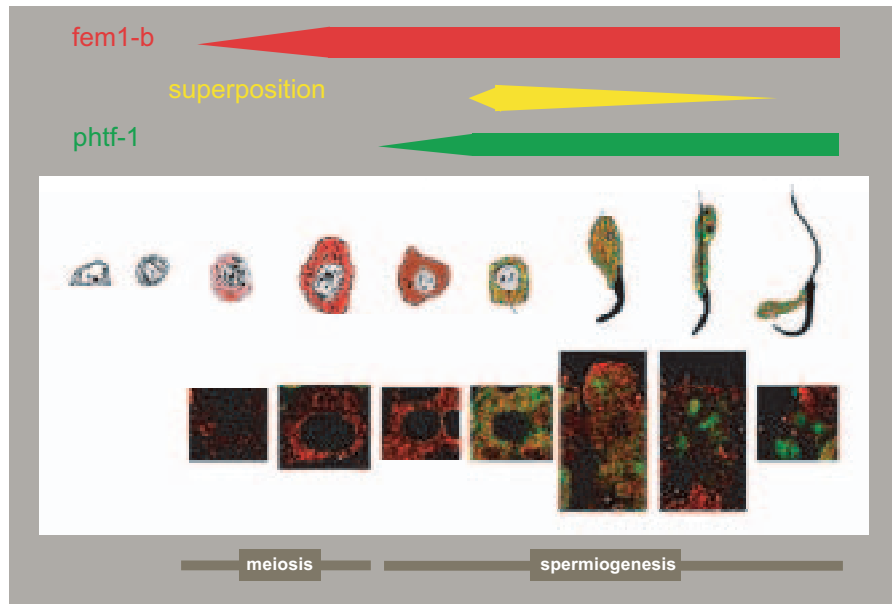 fem1-b
superposition
phtf-1
meiosis
spermiogenesis